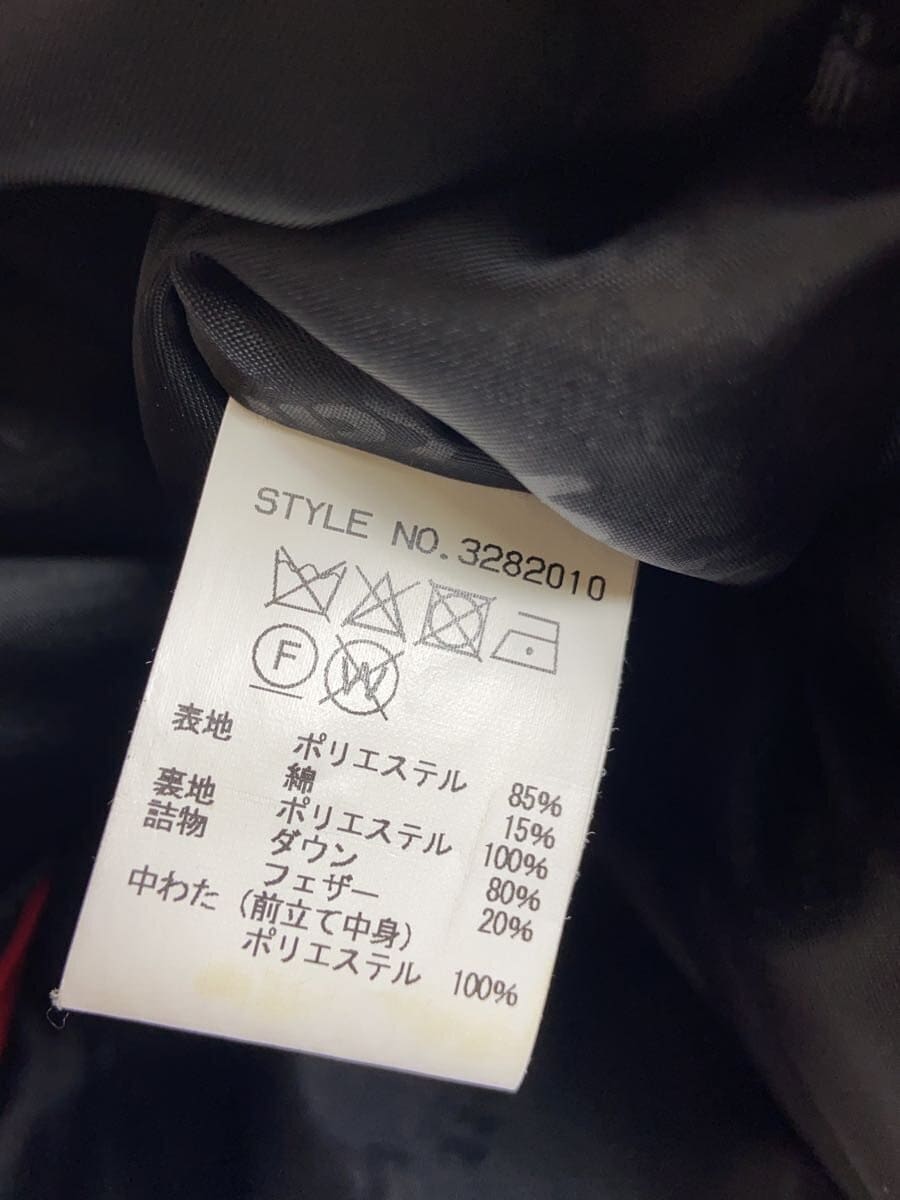 STYLE NO.3282010
F W
表地 ポリエステル 85%
綿 15%
裏地 ポリエステル 100%
詰物 ダウン 80%
フェザー 20%
中わた (前立て中身)
ポリエステル 100%